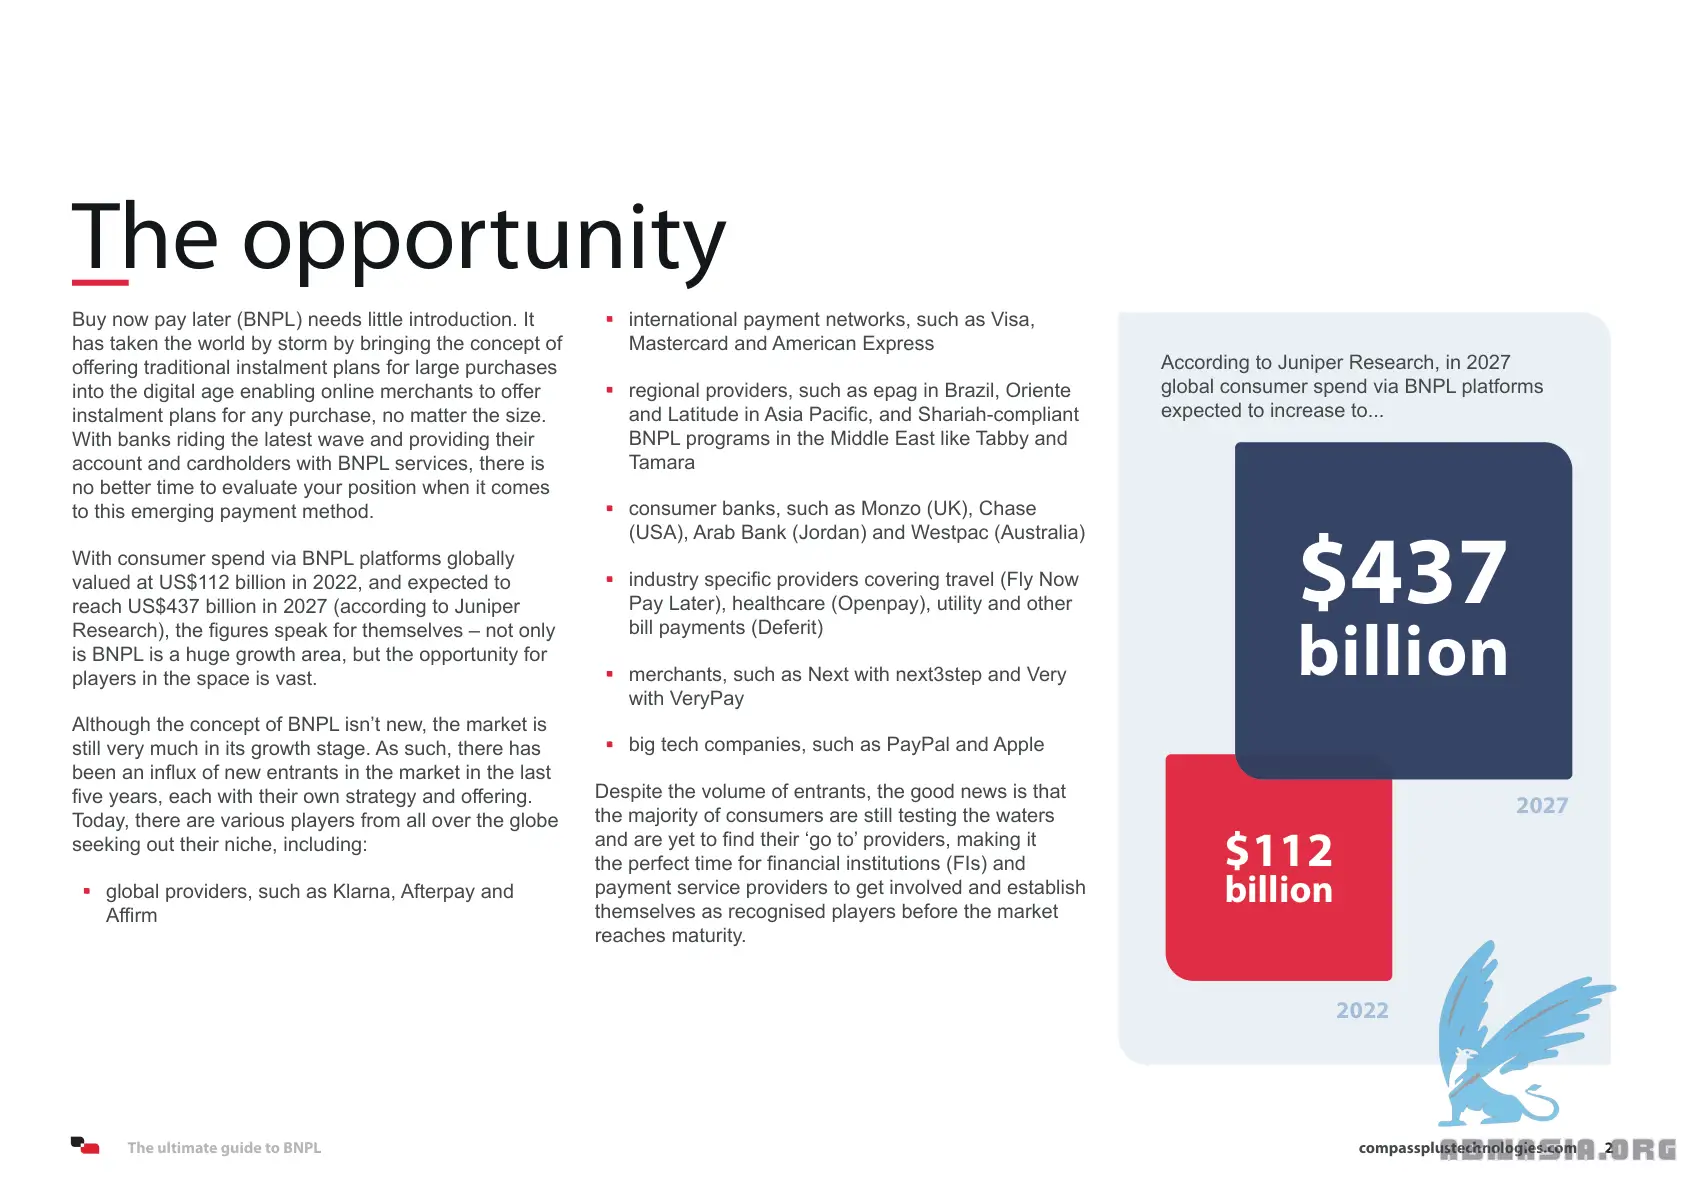 The opportunity
Buy now pay later (BNPL) needs little introduction. It
has taken the world by storm by bringing the concept of
offering traditional instalment plans for large purchases
into the digital age enabling online merchants to offer
instalment plans for any purchase, no matter the size.
With banks riding the latest wave and providing their
account and cardholders with BNPL services, there is
no better time to evaluate your position when it comes
to this emerging payment method.
With consumer spend via BNPL platforms globally
valued at US$112 billion in 2022, and expected to
reach US$437 billion in 2027 (according to Juniper
Research), the figures speak for themselves – not only
is BNPL is a huge growth area, but the opportunity for
players in the space is vast.
Although the concept of BNPL isn’t new, the market is
still very much in its growth stage. As such, there has
been an influx of new entrants in the market in the last
five years, each with their own strategy and offering.
Today, there are various players from all over the globe
seeking out their niche, including:
▪ global providers, such as Klarna, Afterpay and
Affirm
▪ international payment networks, such as Visa,
Mastercard and American Express
▪ regional providers, such as epag in Brazil, Oriente
and Latitude in Asia Pacific, and Shariah-compliant
BNPL programs in the Middle East like Tabby and
Tamara
▪ consumer banks, such as Monzo (UK), Chase
(USA), Arab Bank (Jordan) and Westpac (Australia)
▪ industry specific providers covering travel (Fly Now
Pay Later), healthcare (Openpay), utility and other
bill payments (Deferit)
▪ merchants, such as Next with next3step and Very
with VeryPay
▪ big tech companies, such as PayPal and Apple
Despite the volume of entrants, the good news is that
the majority of consumers are still testing the waters
and are yet to find their ‘go to’ providers, making it
the perfect time for financial institutions (FIs) and
payment service providers to get involved and establish
themselves as recognised players before the market
reaches maturity.
According to Juniper Research, in 2027
global consumer spend via BNPL platforms
expected to increase to...
$437
billion
2027
$112
billion
2022
The ultimate guide to BNPL
compassplustechnologies.com 2
ABMASIA.ORG